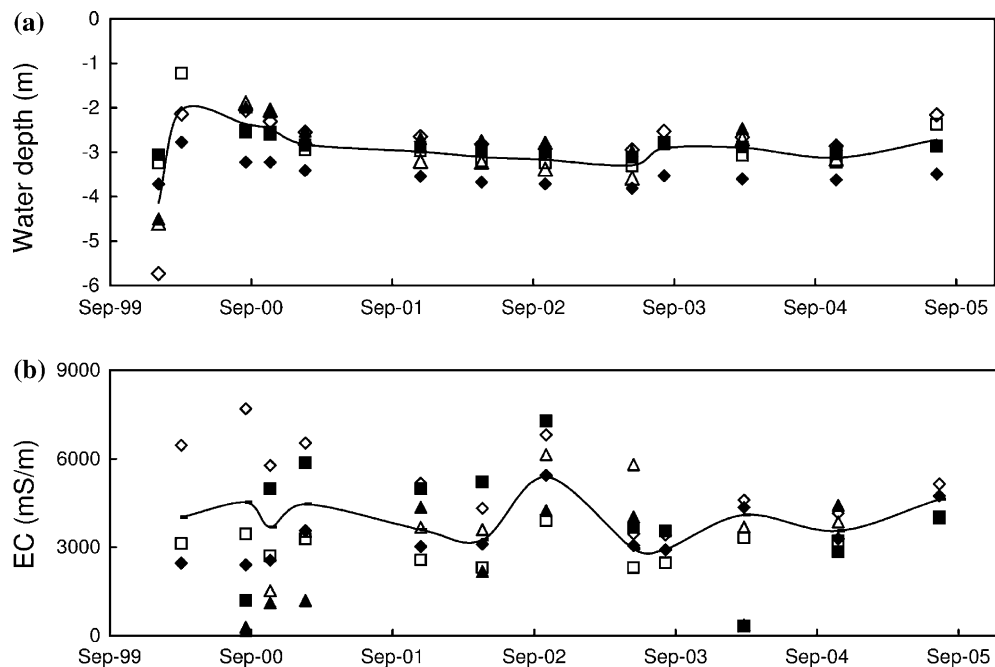 (a)
Water depth (m)
0
-1
-2
-3
-4
-5
-6
Sep-99 Sep-00 Sep-01 Sep-02 Sep-03 Sep-04 Sep-05
(b)
EC (mS/m)
9000
6000
3000
0
Sep-99 Sep-00 Sep-01 Sep-02 Sep-03 Sep-04 Sep-05